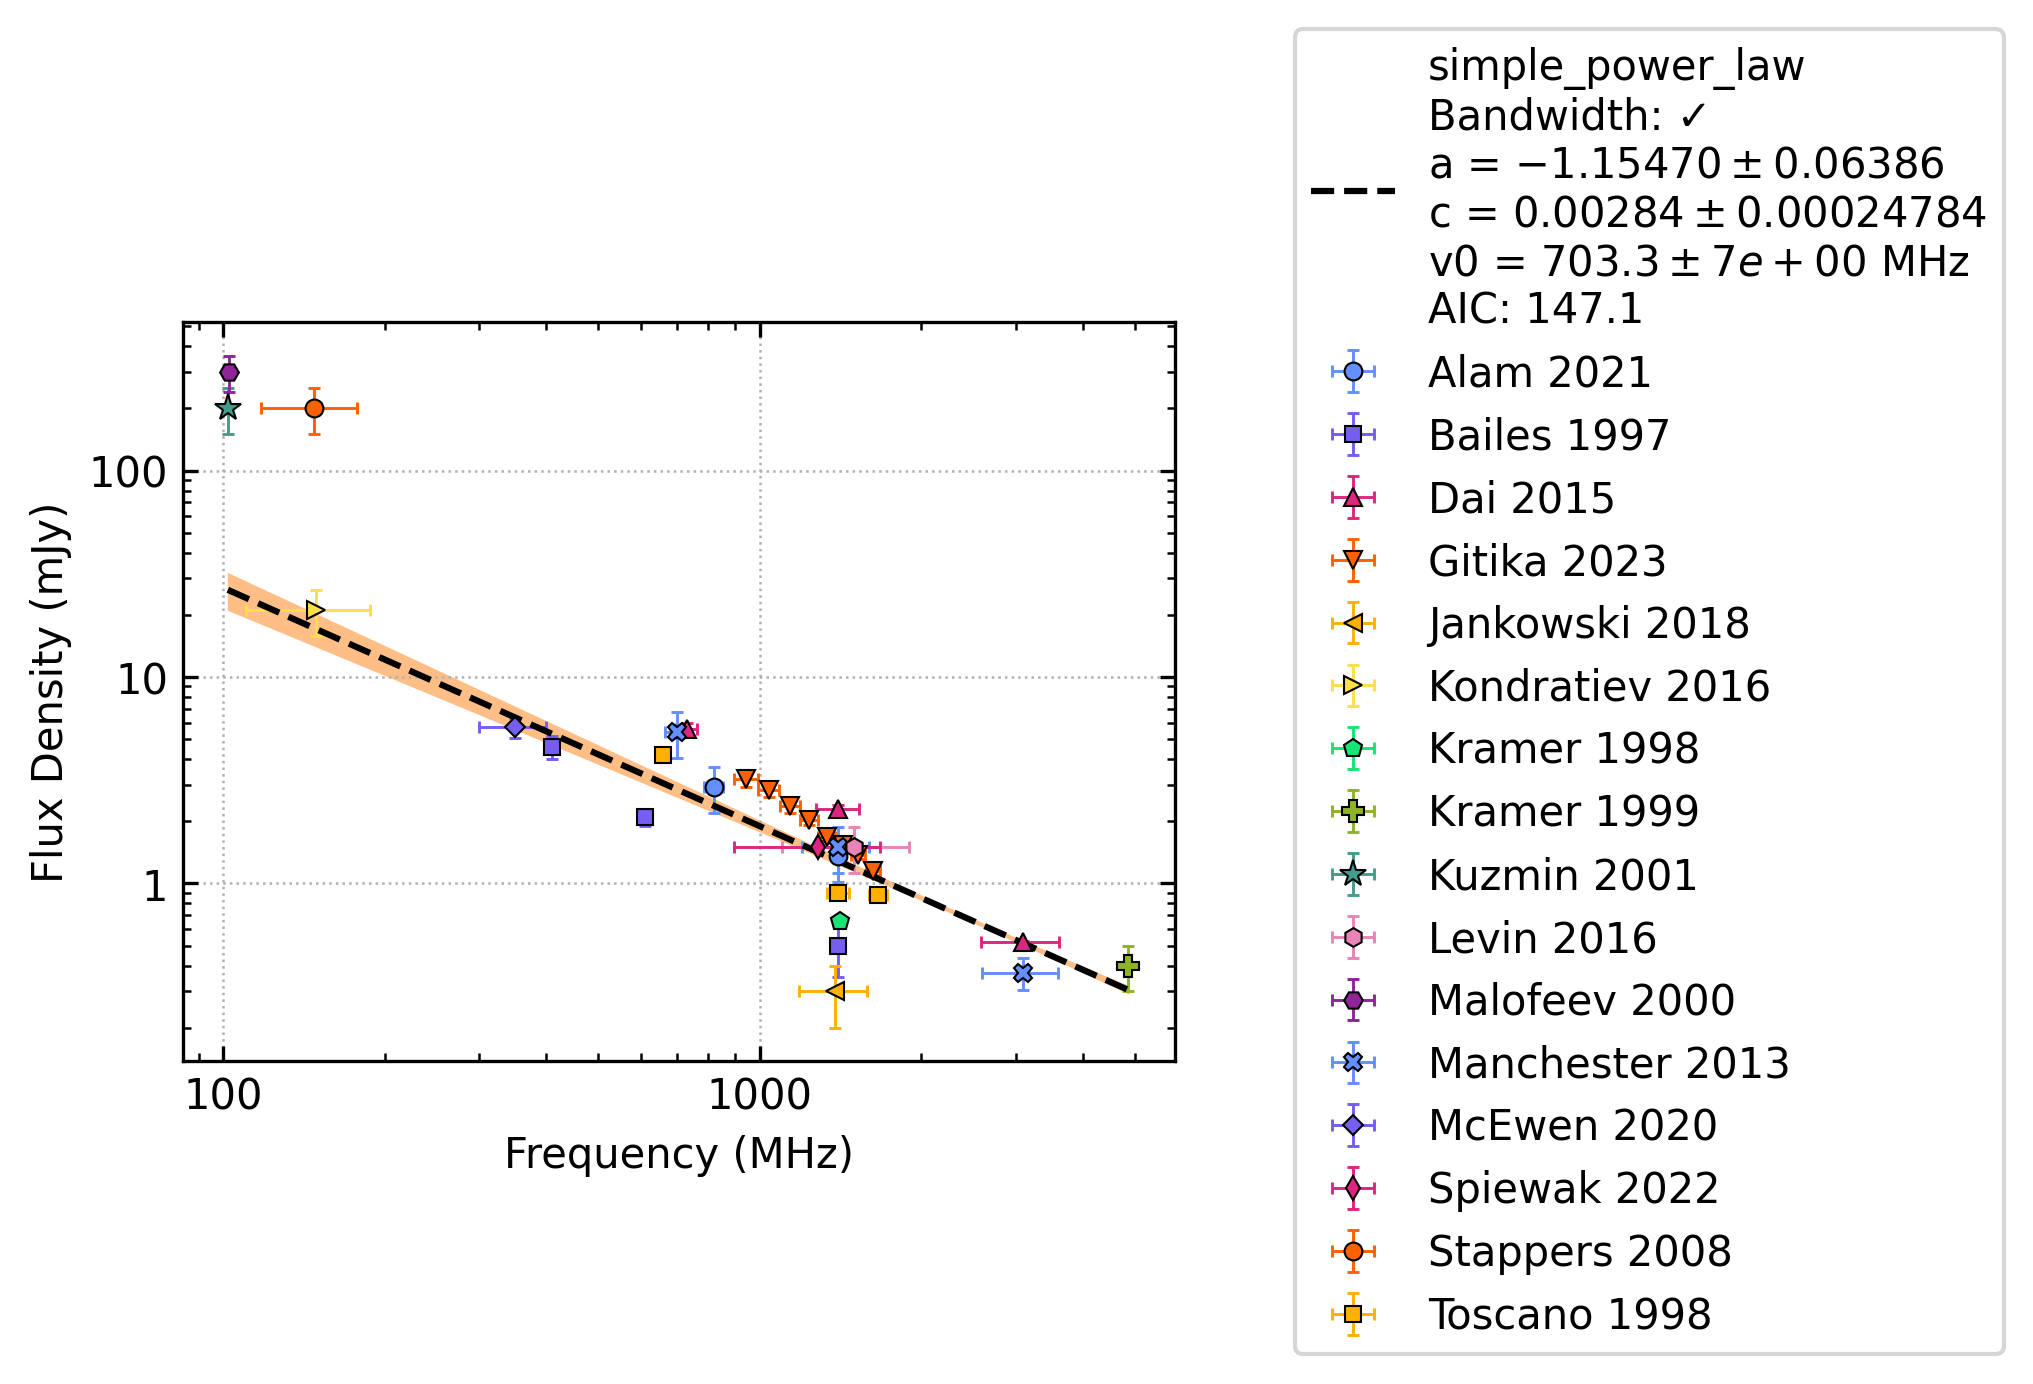 simple_power_law
Bandwidth: ✓
a = −1.15470 ± 0.06386
c = 0.00284 ± 0.00024784
v0 = 703.3 ± 7e + 00 MHz
AIC: 147.1
Alam 2021
Bailes 1997
Dai 2015
Gitika 2023
Jankowski 2018
Kondratiev 2016
Kramer 1998
Kramer 1999
Kuzmin 2001
Levin 2016
Malofeev 2000
Manchester 2013
McEwen 2020
Spiewak 2022
Stappers 2008
Toscano 1998
Flux Density (mJy)
100
10
1
100
1000
Frequency (MHz)